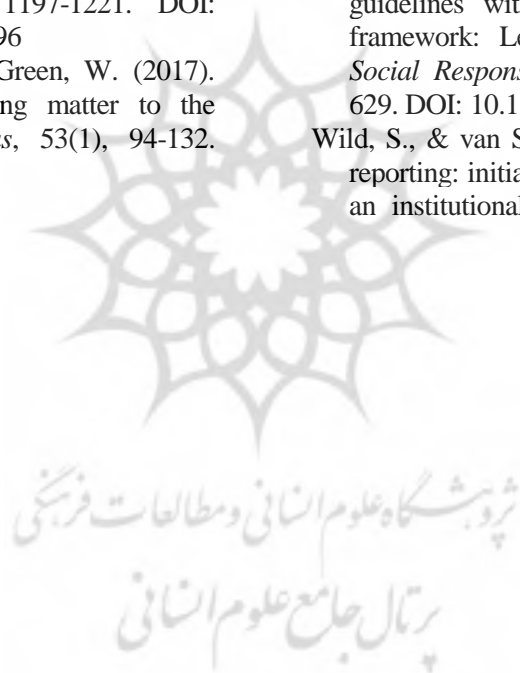 1197-1221. DOI:
96
Green, W. (2017).
ng matter to the
s, 53(1), 94-132.
guidelines with
framework: Le
Social Respons
629. DOI: 10.1
Wild, S., & van S
reporting: initia
an institutional
پژوهشگاه علوم انسانی و مطالعات فرهنگی
پرتال جامع علوم انسانی